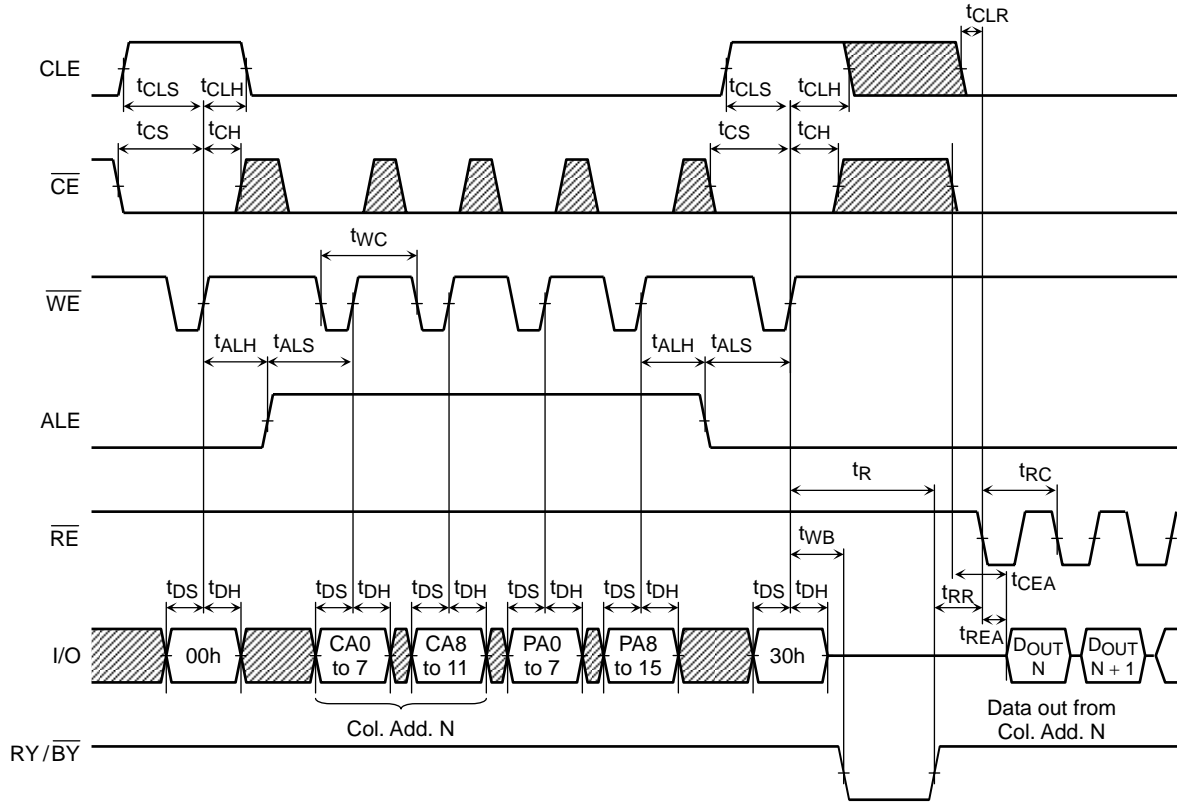 tCLR
CLE
tCLS tCLH tCLS tCLH
tCS tCH tCS tCH
CE
tWC
WE
tALH tALS tALH tALS
ALE
tR
tRC
RE
tWB
tDS tDH tDS tDH tDS tDH tDS tDH tDS tDH tDS tDH tRR tCEA
tREA
I/O 00h CA0 to 7 CA8 to 11 PA0 to 7 PA8 to 15 30h DOUT N DOUT N + 1
Col. Add. N
Data out from
Col. Add. N
RY/BY